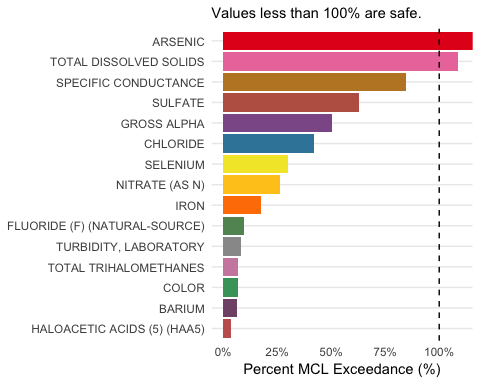 Values less than 100% are safe.
ARSENIC
TOTAL DISSOLVED SOLIDS
SPECIFIC CONDUCTANCE
SULFATE
GROSS ALPHA
CHLORIDE
SELENIUM
NITRATE (AS N)
IRON
FLUORIDE (F) (NATURAL-SOURCE)
TURBIDITY, LABORATORY
TOTAL TRIHALOMETHANES
COLOR
BARIUM
HALOACETIC ACIDS (5) (HAA5)
0% 25% 50% 75% 100%
Percent MCL Exceedance (%)